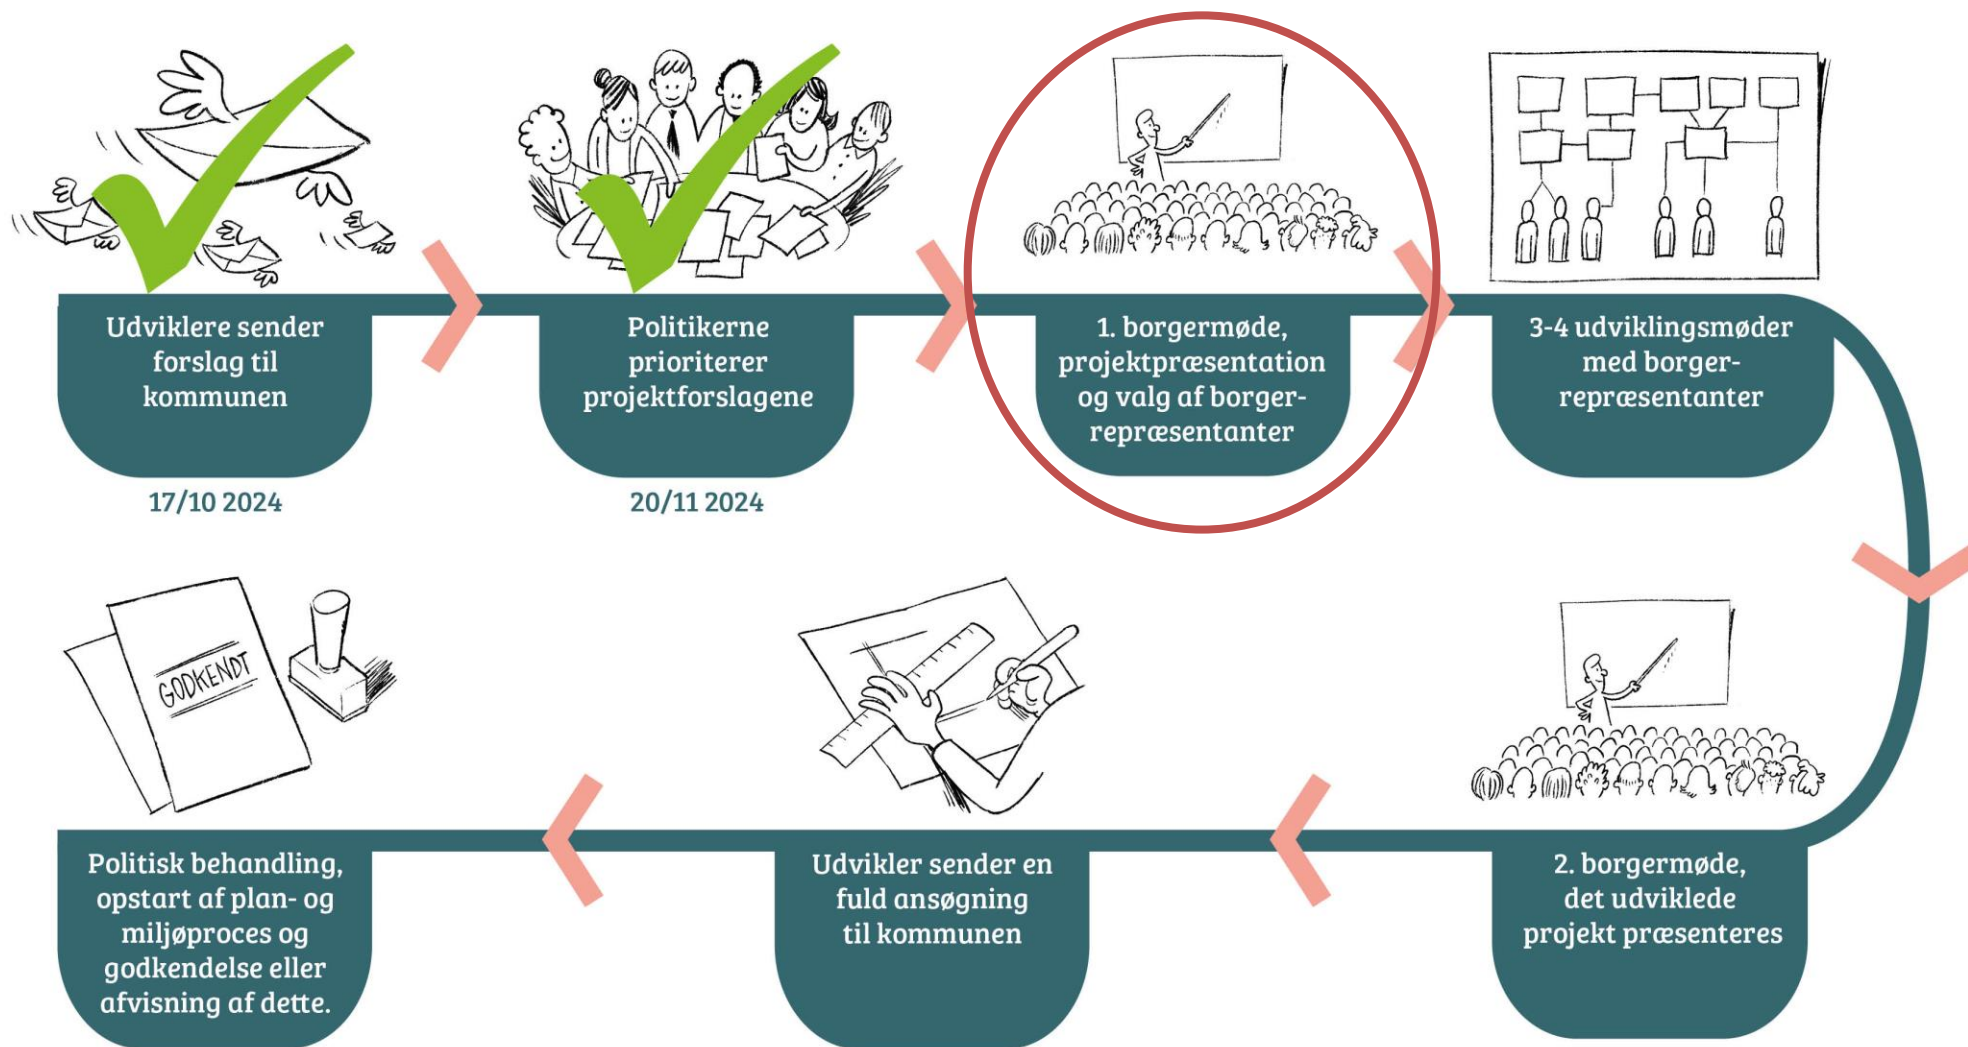 Udviklere sender
forslag til
kommunen
17/10 2024
Politikerne
prioriterer
projektforslagene
20/11 2024
1. borgermøde,
projektpræsentation
og valg af borger-
repræsentanter
3-4 udviklingsmøder
med borger-
repræsentanter
2. borgermøde,
det udviklede
projekt præsenteres
Udvikler sender en
fuld ansøgning
til kommunen
GODKENDT
Politisk behandling,
opstart af plan- og
miljøproces og
godkendelse eller
afvisning af dette.